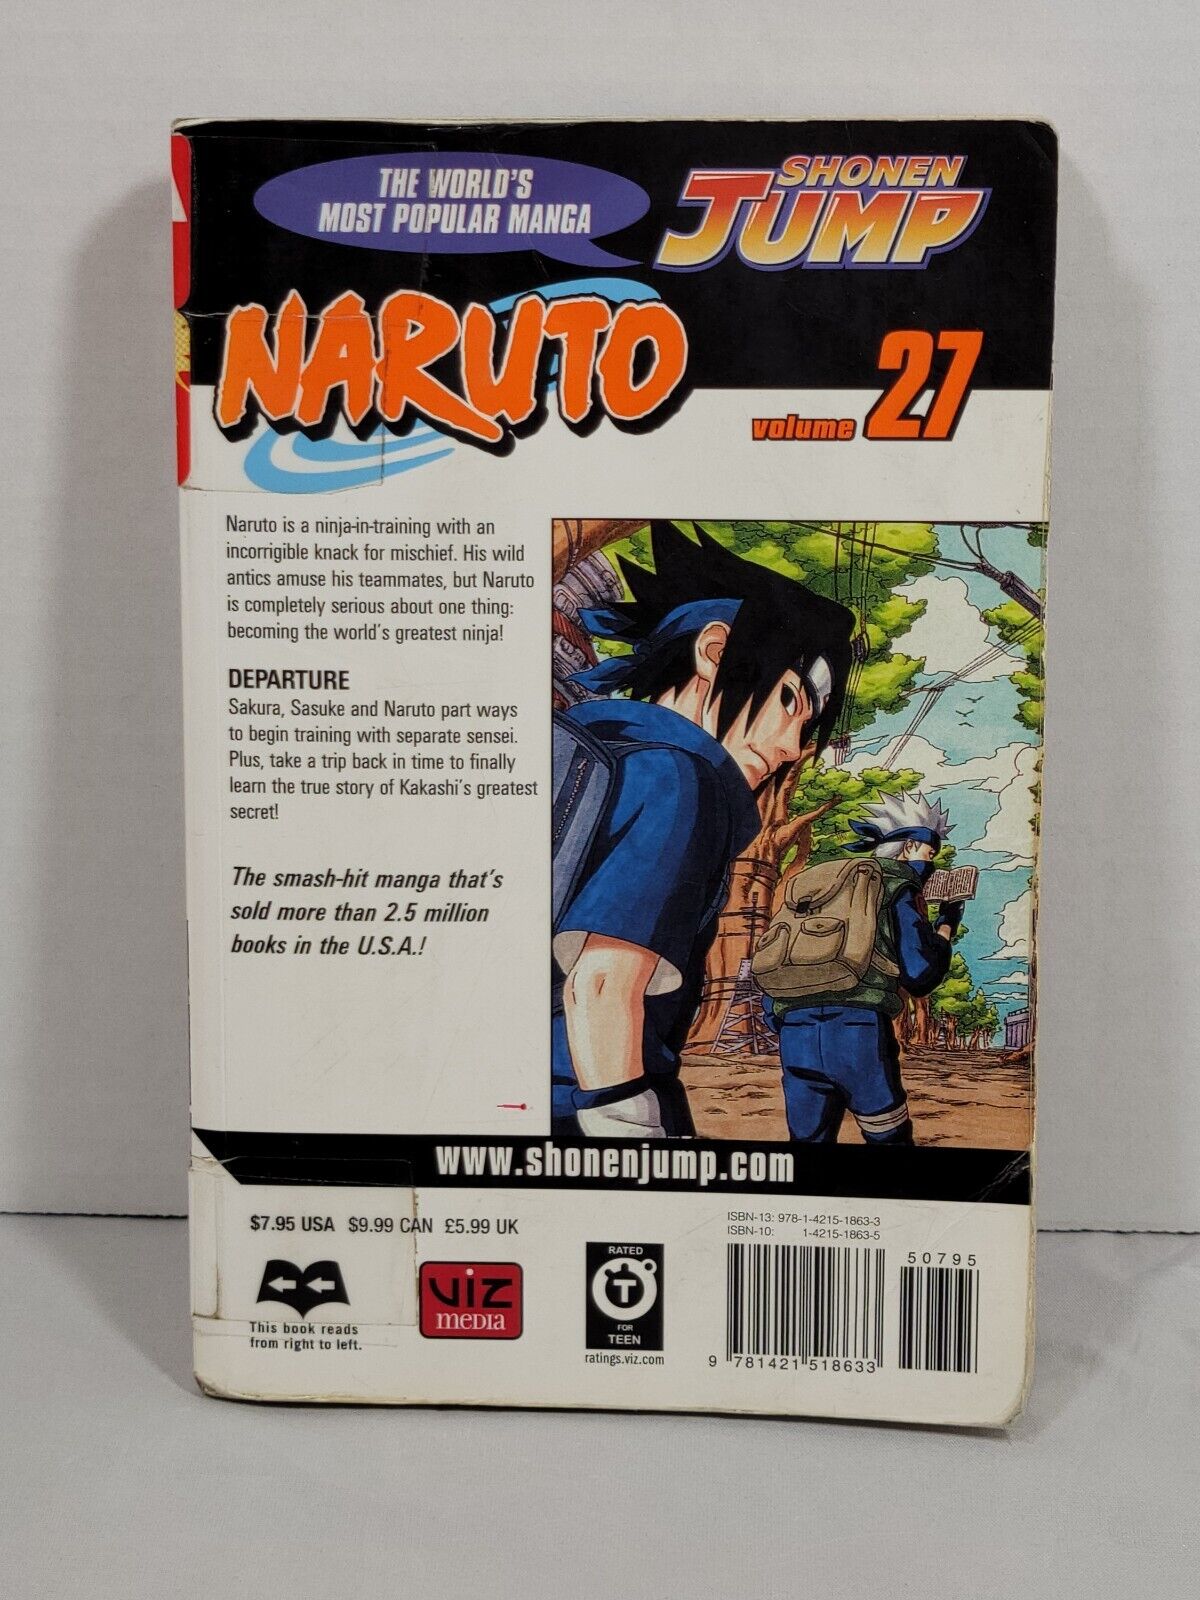 THE WORLD'S
MOST POPULAR MANGA
SHONEN
JUMP
NARUTO
volume 27
Naruto is a ninja-in-training with an
incorrigible knack for mischief. His wild
antics amuse his teammates, but Naruto
is completely serious about one thing:
becoming the world's greatest ninja!
DEPARTURE
Sakura, Sasuke and Naruto part ways
to begin training with separate sensei.
Plus, take a trip back in time to finally
learn the true story of Kakashi's greatest
secret!
The smash-hit manga that's
sold more than 2.5 million
books in the U.S.A.!
www.shonenjump.com
$7.95 USA $9.99 CAN £5.99 UK
This book reads
from right to left.
VIZ
MEDIA
RATED
T
FOR
TEEN
ratings.viz.com
ISBN-13: 978-1-4215-1863-3
ISBN-10: 1-4215-1863-5
50795
9 781421 518633